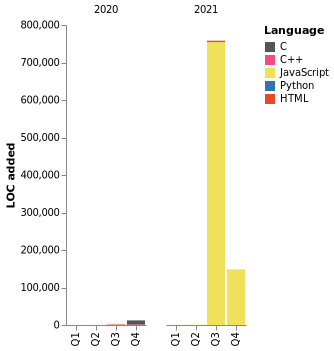 2020
2021
800,000
700,000
600,000
500,000
400,000
300,000
200,000
100,000
0
LOC added
Q1
Q2
Q3
Q4
Q1
Q2
Q3
Q4
Language
C
C++
JavaScript
Python
HTML